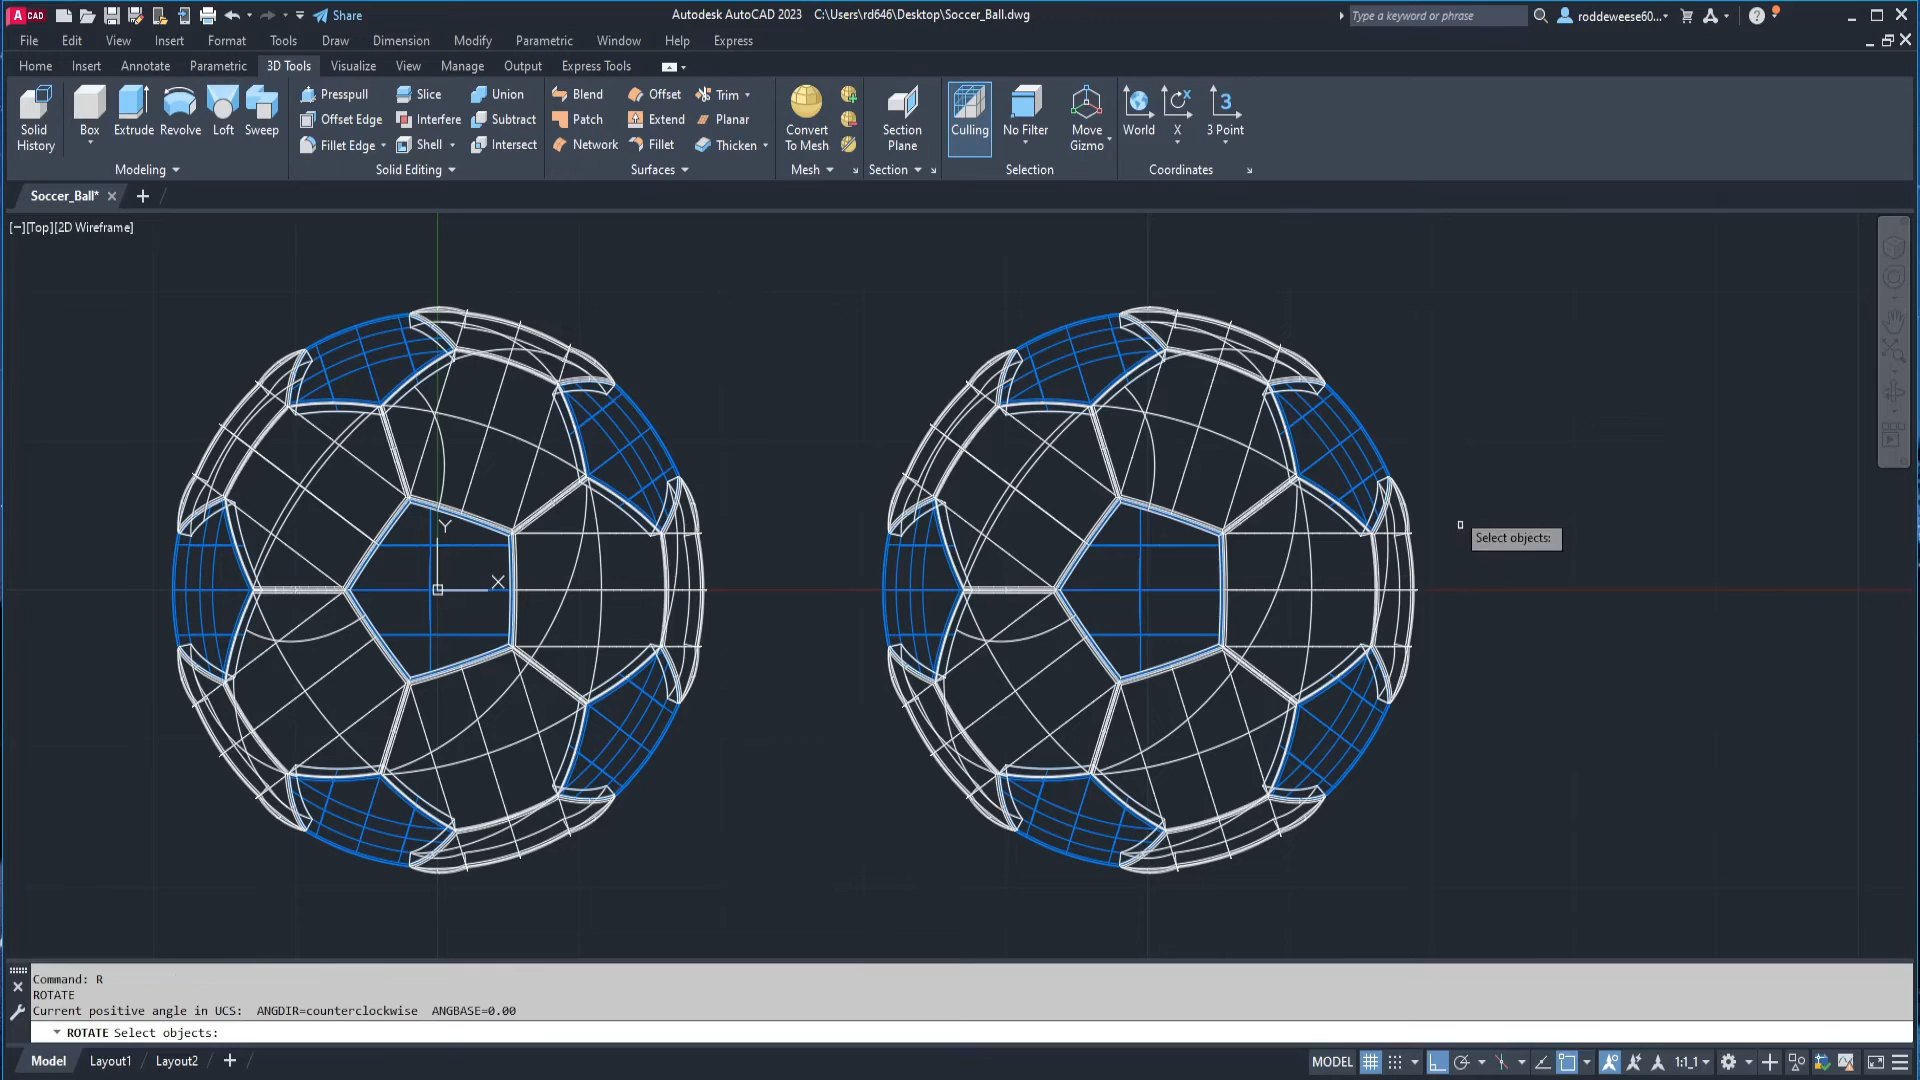 A CAD Share Autodesk AutoCAD 2023 C:\Users\rd646\Desktop\Soccer_Ball.dwg Type a keyword or phrase roddeweese60...
File Edit View Insert Format Tools Draw Dimension Modify Parametric Window Help Express
Home Insert Annotate Parametric 3D Tools Visualize View Manage Output Express Tools
Presspull Slice Union Blend Offset Trim
Solid History Box Extrude Revolve Loft Sweep Offset Edge Interfere Subtract Patch Extend Planar Convert To Mesh Section Plane Culling No Filter Move Gizmo World X 3 Point
Fillet Edge Shell Intersect Network Fillet Thicken
Modeling Solid Editing Surfaces Mesh Section Selection Coordinates
Soccer_Ball*
[−][Top][2D Wireframe]
Y
Select objects:
X
Command: R
ROTATE
Current positive angle in UCS: ANGDIR=counterclockwise ANGBASE=0.00
ROTATE Select objects:
Model Layout1 Layout2 MODEL 1:1_1